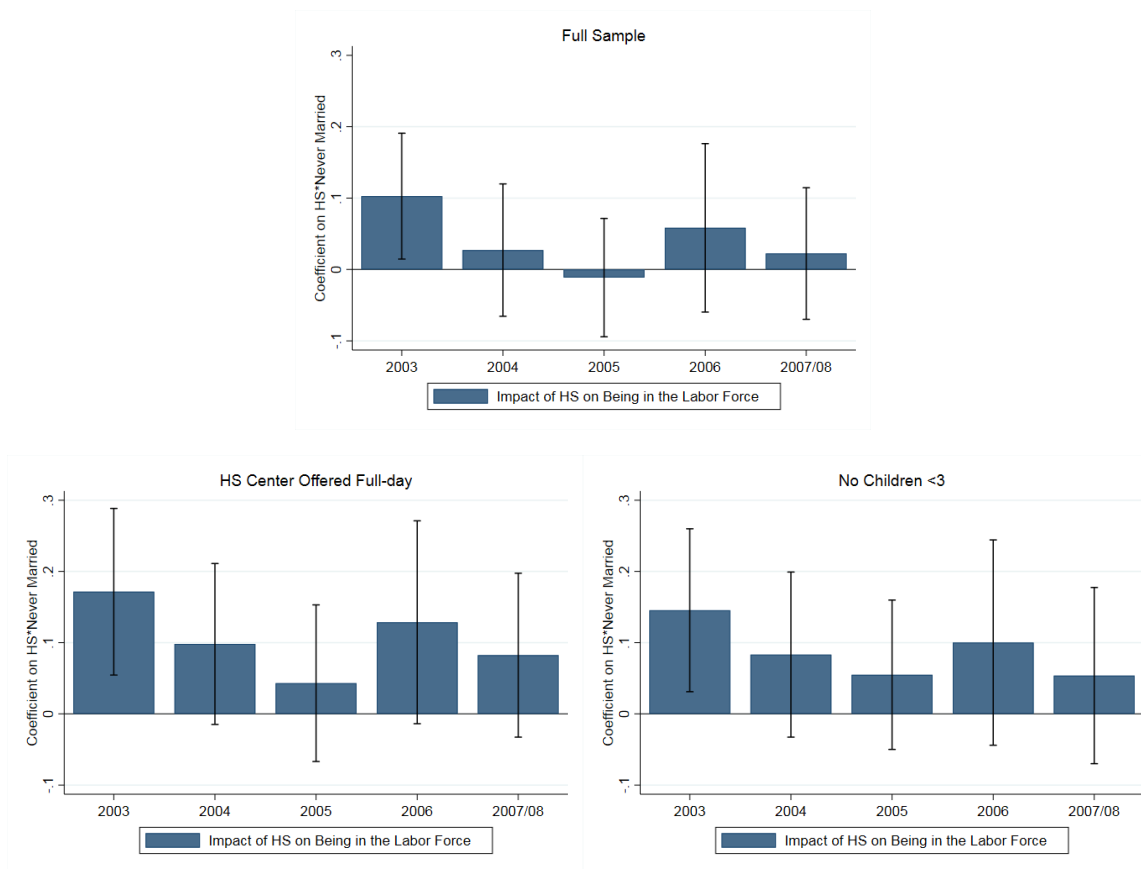 Full Sample
Coefficient on HS*Never Married
.3
.2
.1
0
-.1
2003 2004 2005 2006 2007/08
Impact of HS on Being in the Labor Force
HS Center Offered Full-day
Coefficient on HS*Never Married
.3
.2
.1
0
-.1
2003 2004 2005 2006 2007/08
Impact of HS on Being in the Labor Force
No Children <3
Coefficient on HS*Never Married
.3
.2
.1
0
-.1
2003 2004 2005 2006 2007/08
Impact of HS on Being in the Labor Force